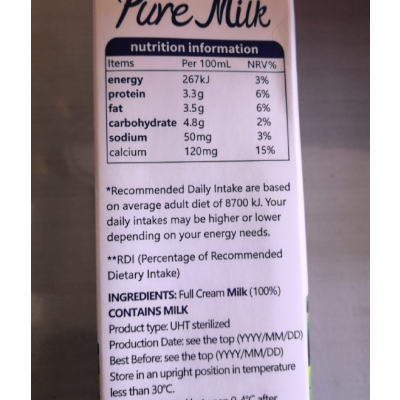 Pure Milk
nutrition information
Items Per 100mL NRV%
energy 267kJ 3%
protein 3.3g 6%
fat 3.5g 6%
carbohydrate 4.8g 2%
sodium 50mg 3%
calcium 120mg 15%
*Recommended Daily Intake are based
on average adult diet of 8700 kJ. Your
daily intakes may be higher or lower
depending on your energy needs.
**RDI (Percentage of Recommended
Dietary Intake)
INGREDIENTS: Full Cream Milk (100%)
CONTAINS MILK
Product type: UHT sterilized
Production Date: see the top (YYYY/MM/DD)
Best Before: see the top (YYYY/MM/DD)
Store in an upright position in temperature
less than 30℃.